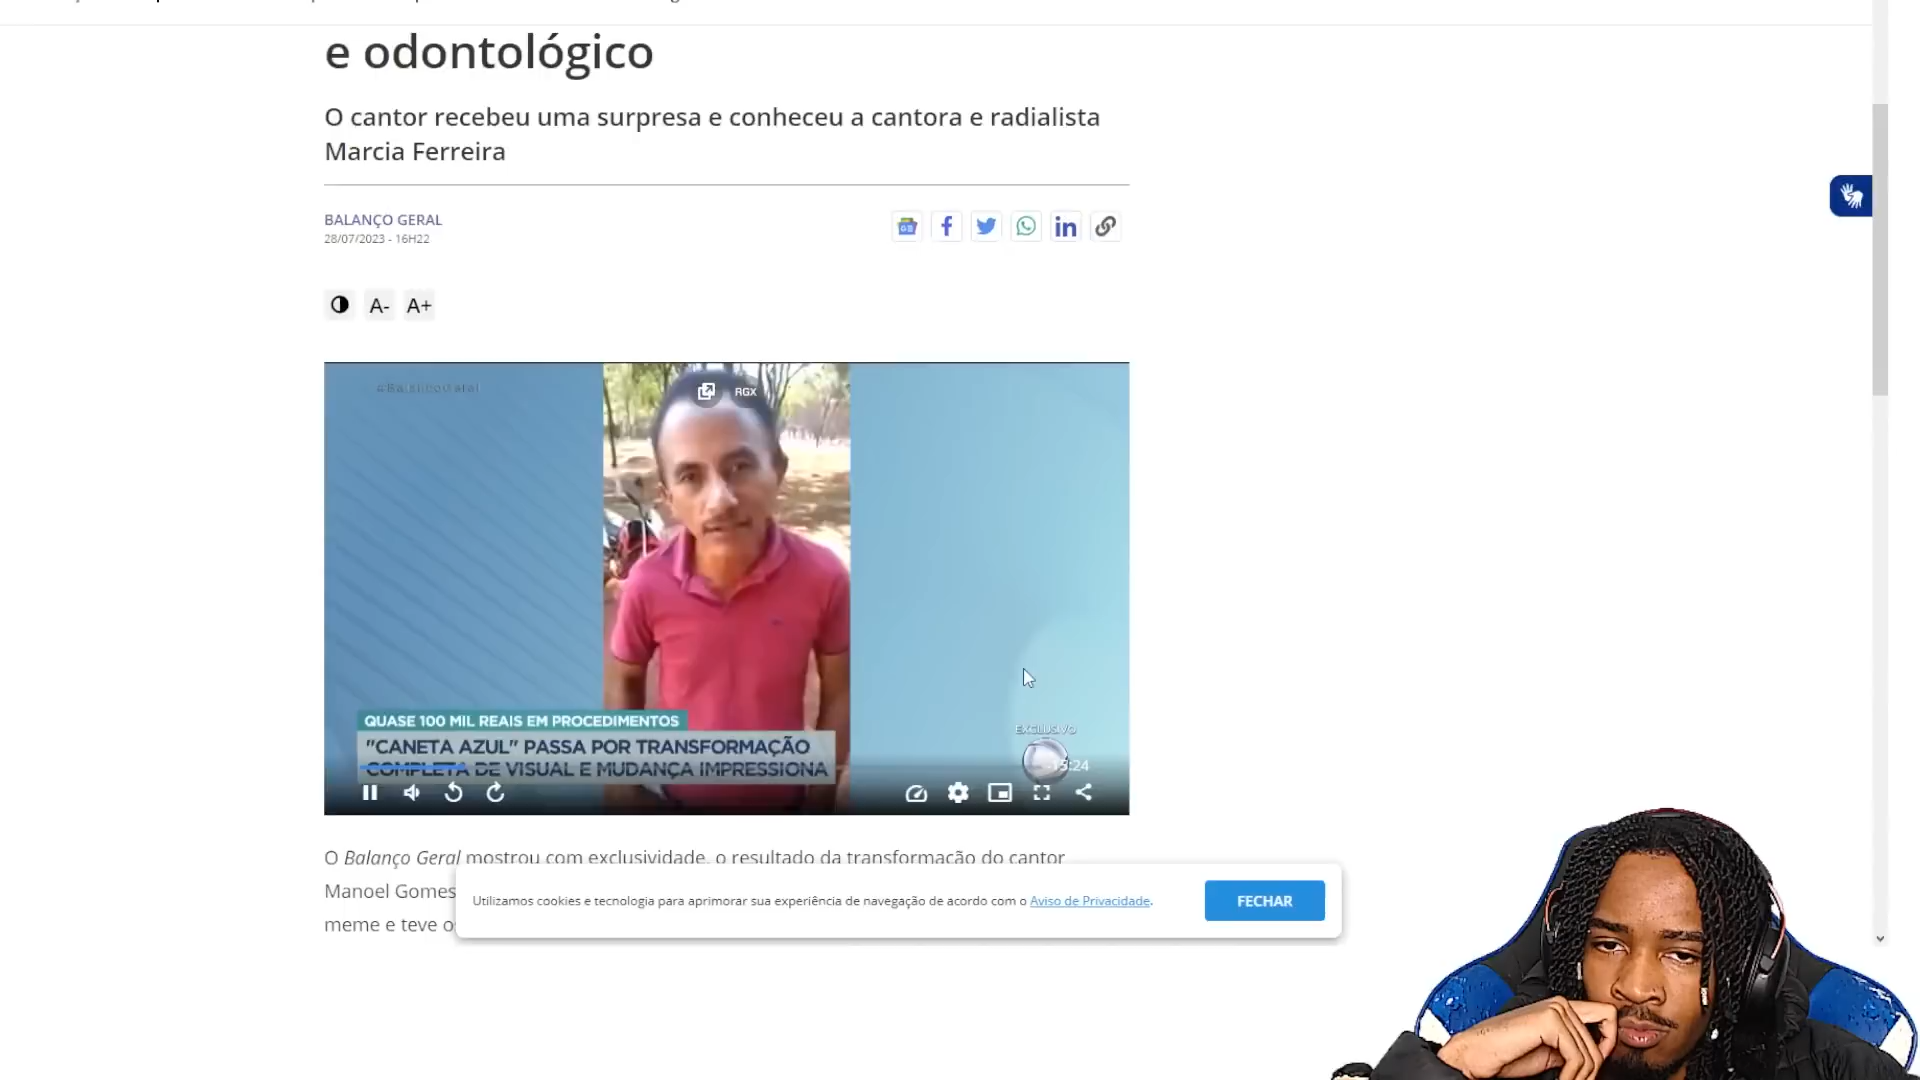 e odontológico
O cantor recebeu uma surpresa e conheceu a cantora e radialista
Marcia Ferreira
BALANÇO GERAL
28/07/2023 - 16H22
A-
A+
RGX
QUASE 100 MIL REAIS EM PROCEDIMENTOS
"CANETA AZUL" PASSA POR TRANSFORMAÇÃO
COMPLETA DE VISUAL E MUDANÇA IMPRESSIONA
EXCLUSIVO
-15:24
O Balanço Geral mostrou com exclusividade, o resultado da transformação do cantor
Manoel Gomes
meme e teve o
Utilizamos cookies e tecnologia para aprimorar sua experiência de navegação de acordo com o Aviso de Privacidade.
FECHAR